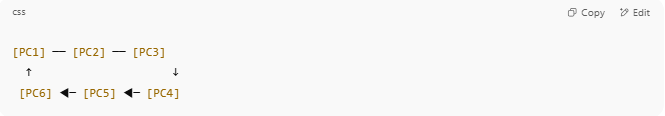 css Copy Edit
[PC1] —— [PC2] —— [PC3]
↑ ↓
[PC6] ◀— [PC5] ◀— [PC4]